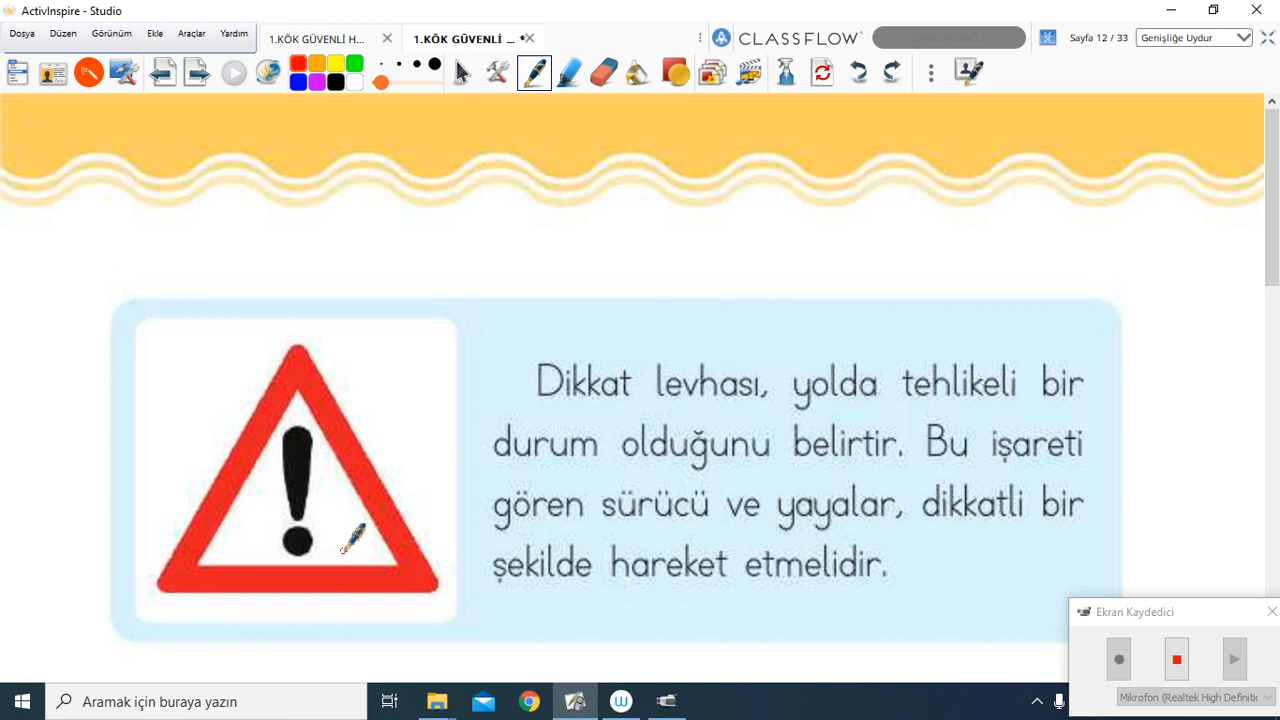 ActivInspire - Studio
Dosya Düzen Görünüm Ekle Araçlar Yardım
1.KÖK GÜVENLİ H...
1.KÖK GÜVENLİ ... *
CLASSFLOW
Sayfa 12 / 33
Genişliğe Uydur
Dikkat levhası, yolda tehlikeli bir
durum olduğunu belirtir. Bu işareti
gören sürücü ve yayalar, dikkatli bir
şekilde hareket etmelidir.
Ekran Kaydedici
Mikrofon (Realtek High Definitic
Aramak için buraya yazın